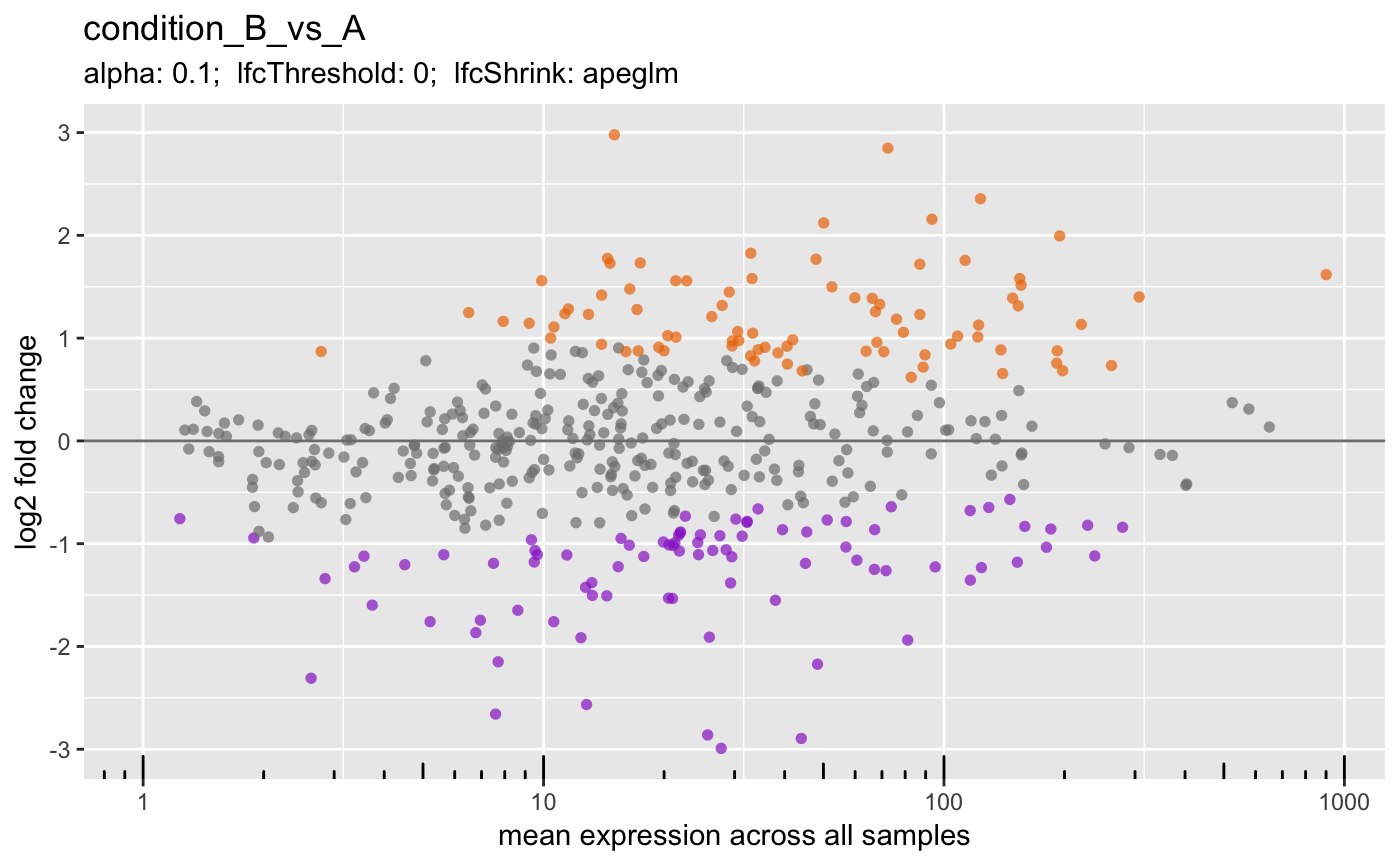 condition_B_vs_A
alpha: 0.1;  lfcThreshold: 0;  lfcShrink: apeglm
3
2
1
0
-1
-2
-3
log2 fold change
1
10
100
1000
mean expression across all samples